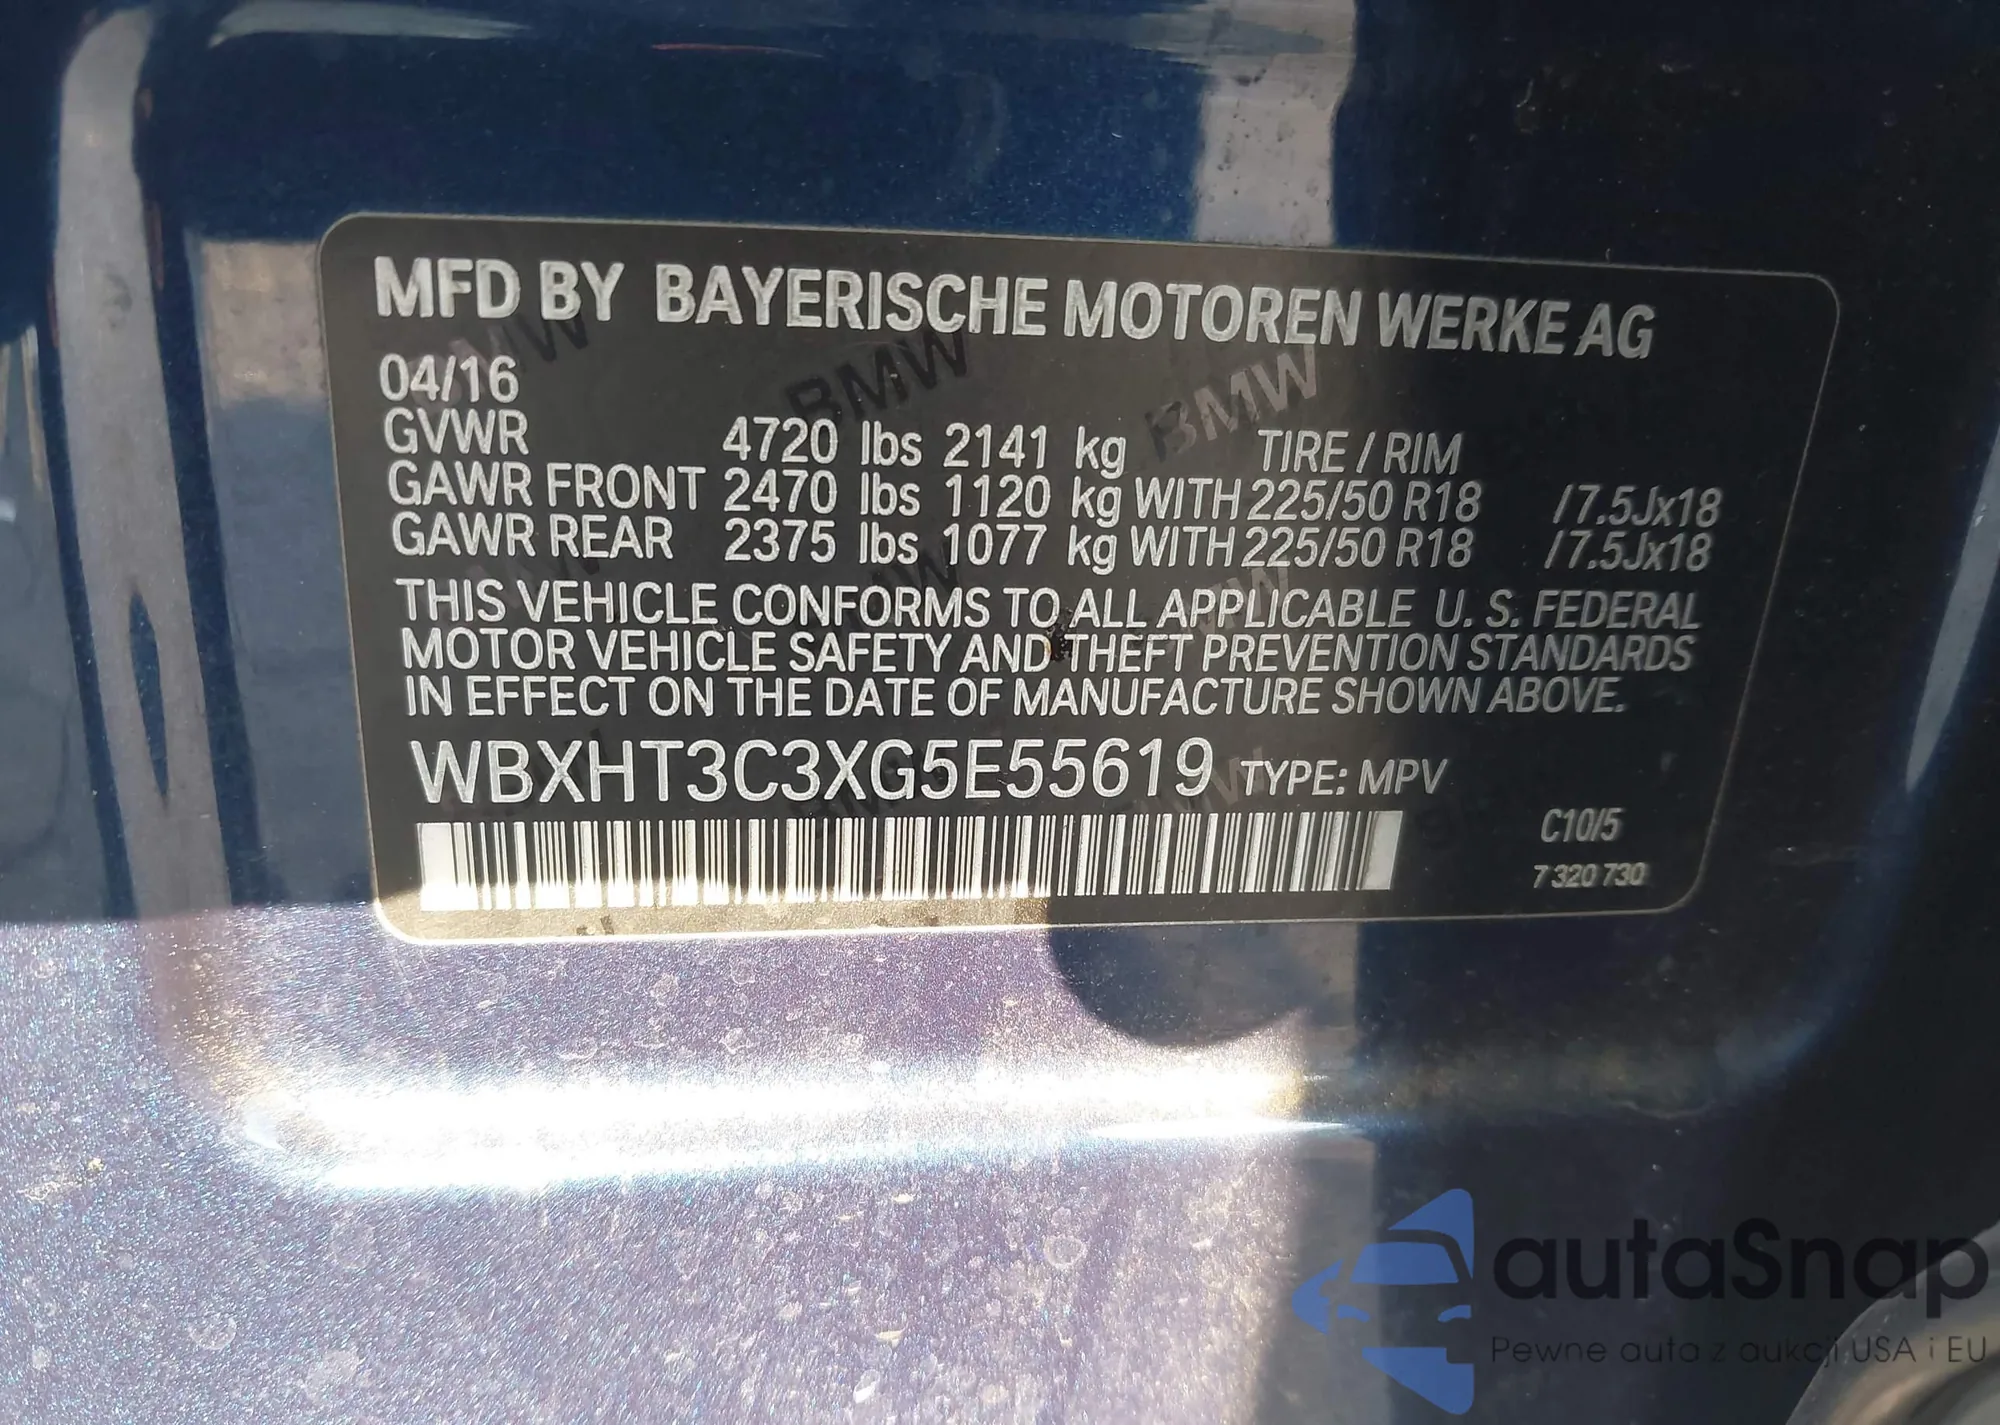 MFD BY BAYERISCHE MOTOREN WERKE AG
04/16
GVWR 4720 lbs 2141 kg TIRE / RIM
GAWR FRONT 2470 lbs 1120 kg WITH 225/50 R18 /7.5Jx18
GAWR REAR 2375 lbs 1077 kg WITH 225/50 R18 /7.5Jx18
THIS VEHICLE CONFORMS TO ALL APPLICABLE U. S. FEDERAL
MOTOR VEHICLE SAFETY AND THEFT PREVENTION STANDARDS
IN EFFECT ON THE DATE OF MANUFACTURE SHOWN ABOVE.
WBXHT3C3XG5E55619 TYPE: MPV
C10/5
7 320 730
BMW BMW BMW
autaSnap
Pewne auta z aukcji USA i EU